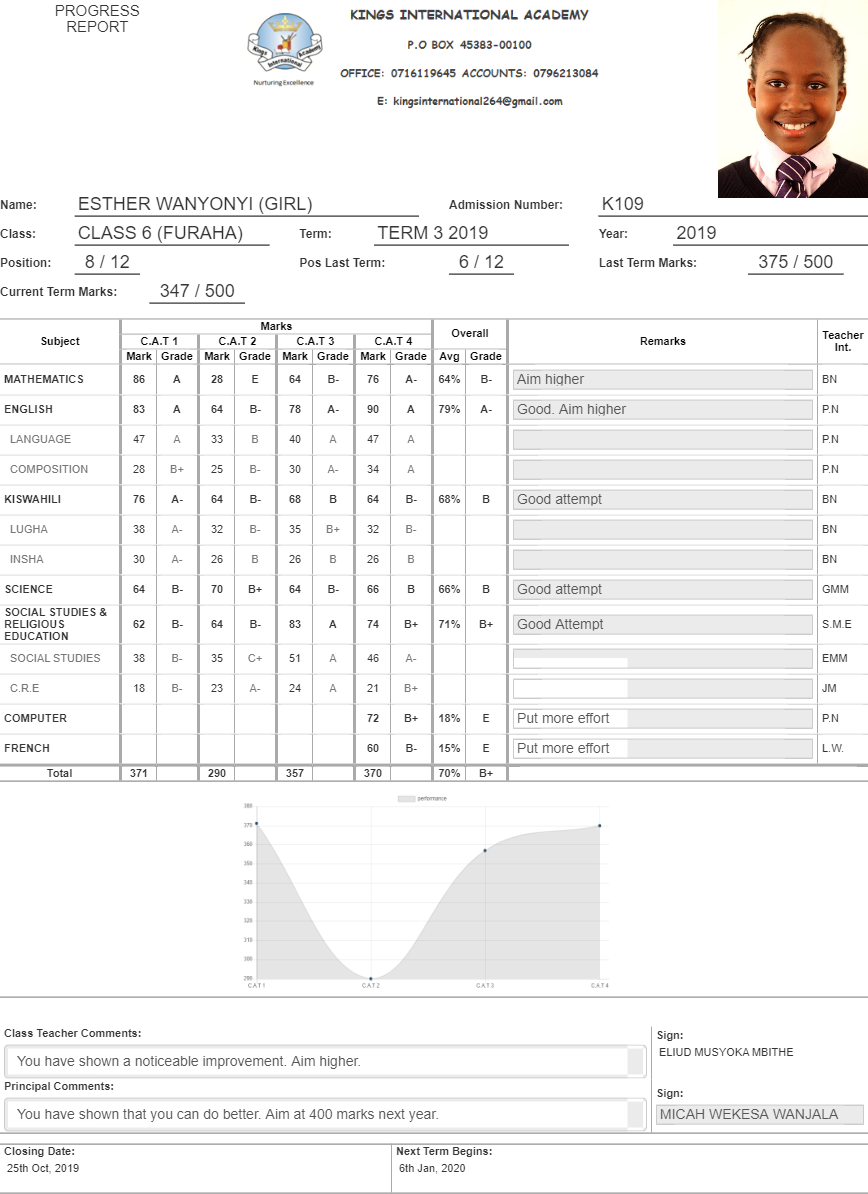 PROGRESS
REPORT
KINGS INTERNATIONAL ACADEMY
P.O BOX 45383-00100
OFFICE: 0716119645 ACCOUNTS: 0796213084
E: kingsinternational264@gmail.com
Kings Academy
International
Nurturing Excellence
Name: ESTHER WANYONYI (GIRL) Admission Number: K109
Class: CLASS 6 (FURAHA) Term: TERM 3 2019 Year: 2019
Position: 8 / 12 Pos Last Term: 6 / 12 Last Term Marks: 375 / 500
Current Term Marks: 347 / 500
Subject Marks Overall Remarks Teacher Int.
C.A.T 1 C.A.T 2 C.A.T 3 C.A.T 4
Mark Grade Mark Grade Mark Grade Mark Grade Avg Grade
MATHEMATICS 86 A 28 E 64 B- 76 A- 64% B- Aim higher BN
ENGLISH 83 A 64 B- 78 A- 90 A 79% A- Good. Aim higher P.N
LANGUAGE 47 A 33 B 40 A 47 A P.N
COMPOSITION 28 B+ 25 B- 30 A- 34 A P.N
KISWAHILI 76 A- 64 B- 68 B 64 B- 68% B Good attempt BN
LUGHA 38 A- 32 B- 35 B+ 32 B- BN
INSHA 30 A- 26 B 26 B 26 B BN
SCIENCE 64 B- 70 B+ 64 B- 66 B 66% B Good attempt GMM
SOCIAL STUDIES &
RELIGIOUS
EDUCATION 62 B- 64 B- 83 A 74 B+ 71% B+ Good Attempt S.M.E
SOCIAL STUDIES 38 B- 35 C+ 51 A 46 A- EMM
C.R.E 18 B- 23 A- 24 A 21 B+ JM
COMPUTER 72 B+ 18% E Put more effort P.N
FRENCH 60 B- 15% E Put more effort L.W.
Total 371 290 357 370 70% B+
performance
380
370
360
350
340
330
320
310
300
290
C.A.T 1 C.A.T 2 C.A.T 3 C.A.T 4
Class Teacher Comments:
You have shown a noticeable improvement. Aim higher.
Sign:
ELIUD MUSYOKA MBITHE
Principal Comments:
You have shown that you can do better. Aim at 400 marks next year.
Sign:
MICAH WEKESA WANJALA
Closing Date:
25th Oct, 2019
Next Term Begins:
6th Jan, 2020